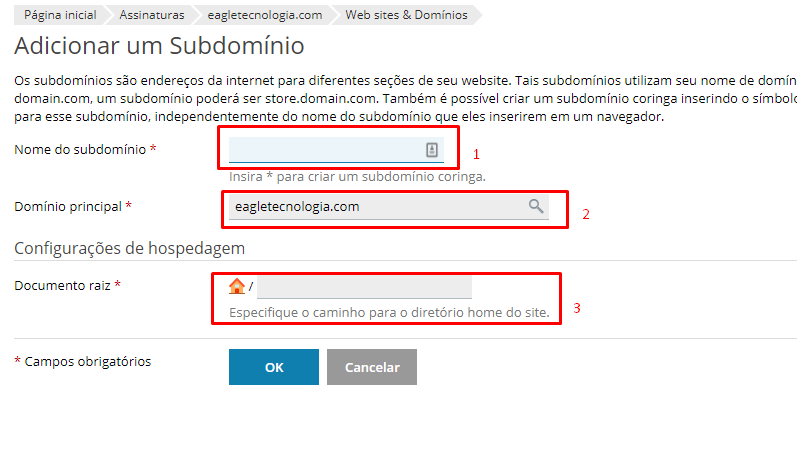 Página inicial Assinaturas eagletecnologia.com Web sites & Domínios
Adicionar um Subdomínio
Os subdomínios são endereços da internet para diferentes seções de seu website. Tais subdomínios utilizam seu nome de domín
domain.com, um subdomínio poderá ser store.domain.com. Também é possível criar um subdomínio coringa inserindo o símbolo
para esse subdomínio, independentemente do nome do subdomínio que eles inserirem em um navegador.
Nome do subdomínio * 1
Insira * para criar um subdomínio coringa.
Domínio principal * eagletecnologia.com 2
Configurações de hospedagem
Documento raiz * / 3
Especifique o caminho para o diretório home do site.
* Campos obrigatórios OK Cancelar